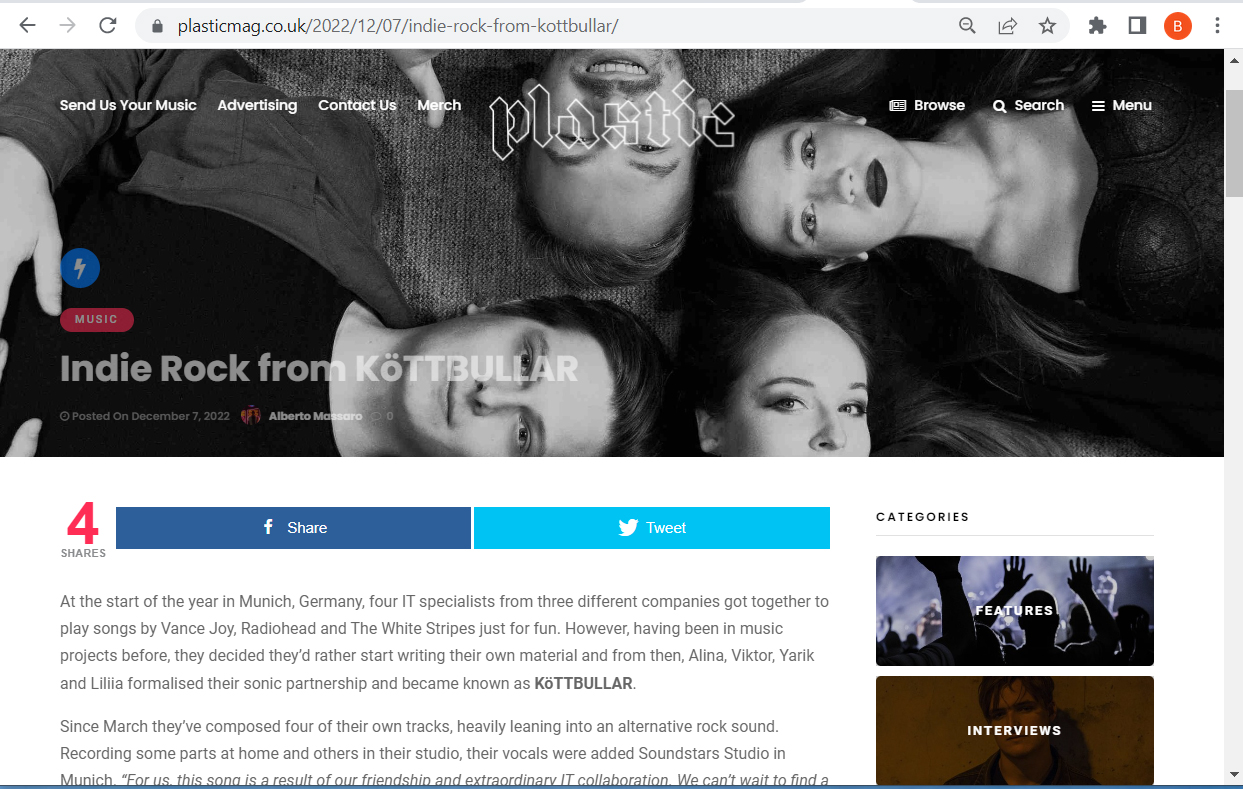 plasticmag.co.uk/2022/12/07/indie-rock-from-kottbullar/
B
Send Us Your Music Advertising Contact Us Merch
plastic
Browse Search Menu
MUSIC
Indie Rock from KöTTBULLAR
Posted On December 7, 2022 Alberto Massaro 0
4
SHARES
Share
Tweet
At the start of the year in Munich, Germany, four IT specialists from three different companies got together to
play songs by Vance Joy, Radiohead and The White Stripes just for fun. However, having been in music
projects before, they decided they’d rather start writing their own material and from then, Alina, Viktor, Yarik
and Liliia formalised their sonic partnership and became known as KöTTBULLAR.
Since March they’ve composed four of their own tracks, heavily leaning into an alternative rock sound.
Recording some parts at home and others in their studio, their vocals were added Soundstars Studio in
Munich. “For us, this song is a result of our friendship and extraordinary IT collaboration. We can’t wait to find a
CATEGORIES
FEATURES
INTERVIEWS